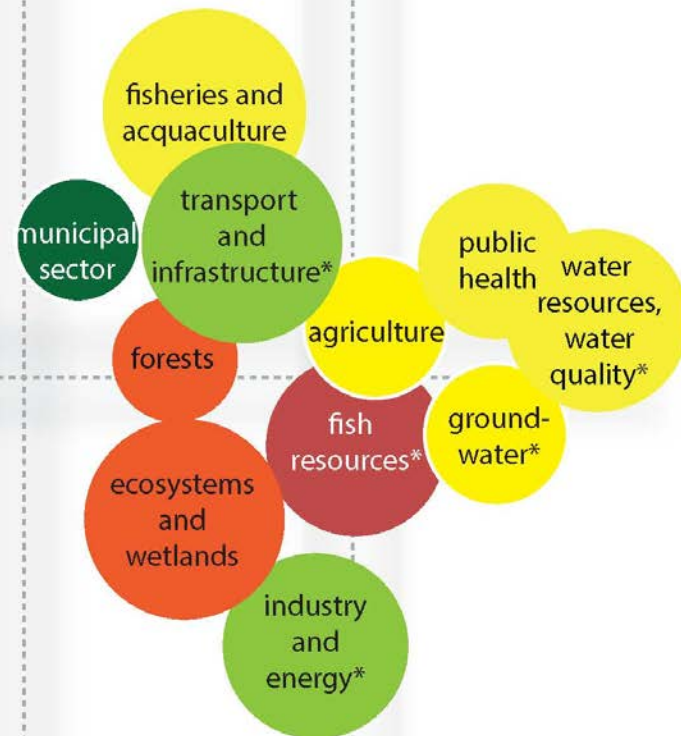 fisheries and
acquaculture
transport
and
infrastructure*
municipal
sector
public
health
water
resources,
water
quality*
agriculture
forests
fish
resources*
ground-
water*
ecosystems
and
wetlands
industry
and
energy*